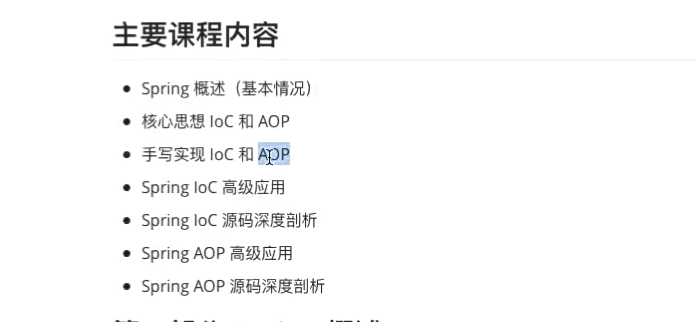 主要课程内容
Spring 概述（基本情况）
核心思想 IoC 和 AOP
手写实现 IoC 和 AOP
Spring IoC 高级应用
Spring IoC 源码深度剖析
Spring AOP 高级应用
Spring AOP 源码深度剖析